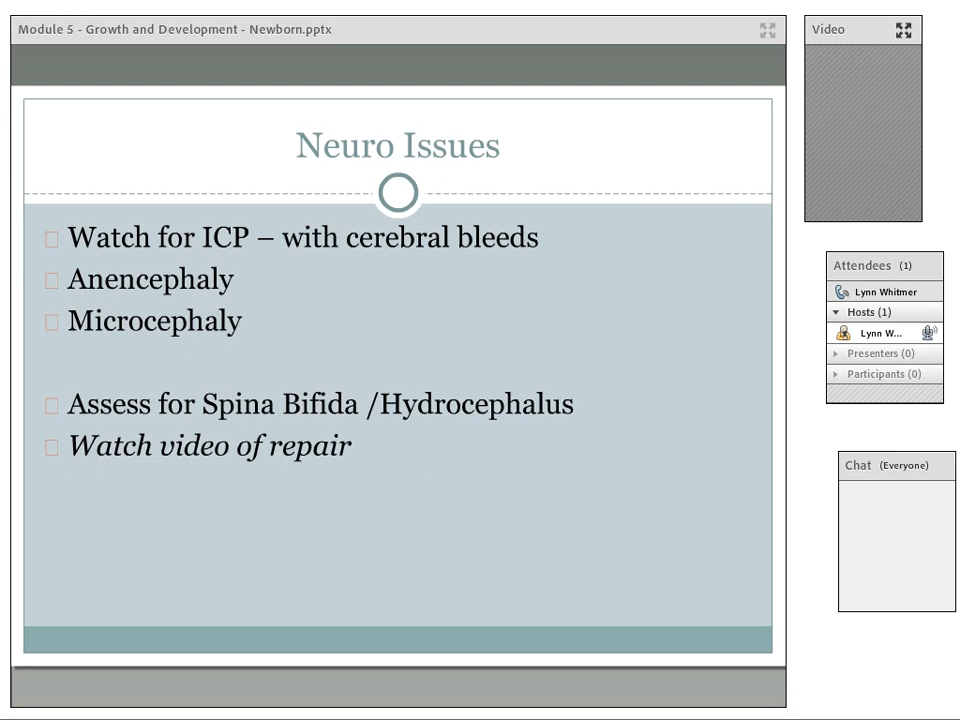 Module 5 - Growth and Development - Newborn.pptx
Neuro Issues
Watch for ICP – with cerebral bleeds
Anencephaly
Microcephaly
Assess for Spina Bifida /Hydrocephalus
Watch video of repair
Video
Attendees (1)
Lynn Whitmer
Hosts (1)
Lynn W...
Presenters (0)
Participants (0)
Chat (Everyone)